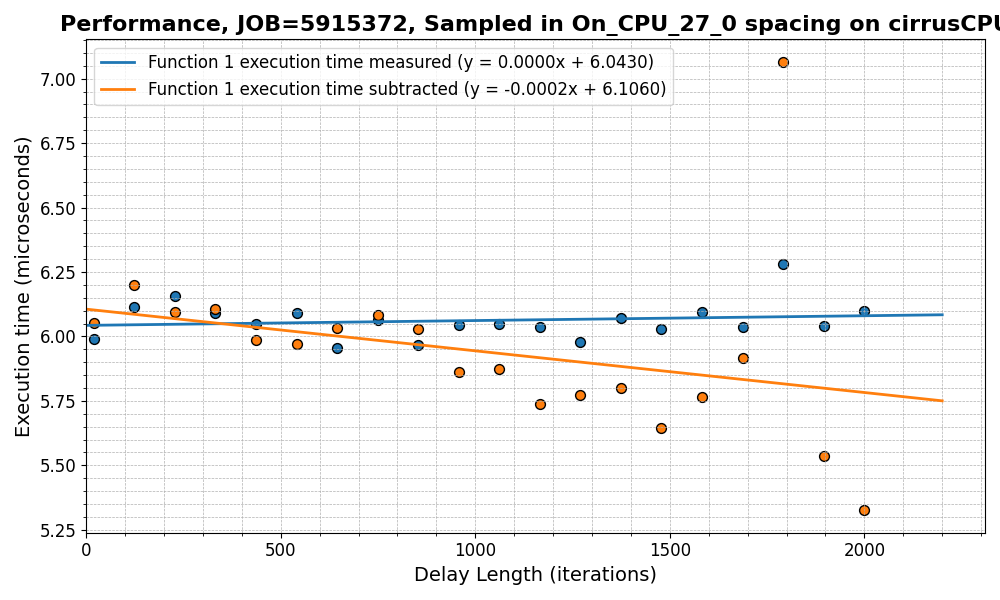 Performance, JOB=5915372, Sampled in On_CPU_27_0 spacing on cirrusCPU
Function 1 execution time measured (y = 0.0000x + 6.0430)
Function 1 execution time subtracted (y = -0.0002x + 6.1060)
Execution time (microseconds)
7.00
6.75
6.50
6.25
6.00
5.75
5.50
5.25
0 500 1000 1500 2000
Delay Length (iterations)